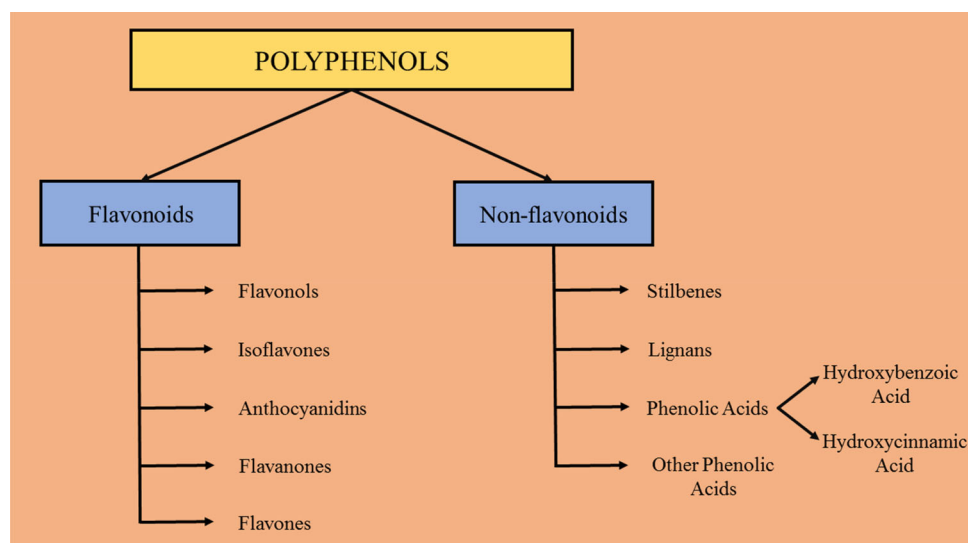 POLYPHENOLS
Flavonoids
Non-flavonoids
Flavonols
Isoflavones
Anthocyanidins
Flavanones
Flavones
Stilbenes
Lignans
Phenolic Acids
Hydroxybenzoic
Acid
Hydroxycinnamic
Acid
Other Phenolic
Acids